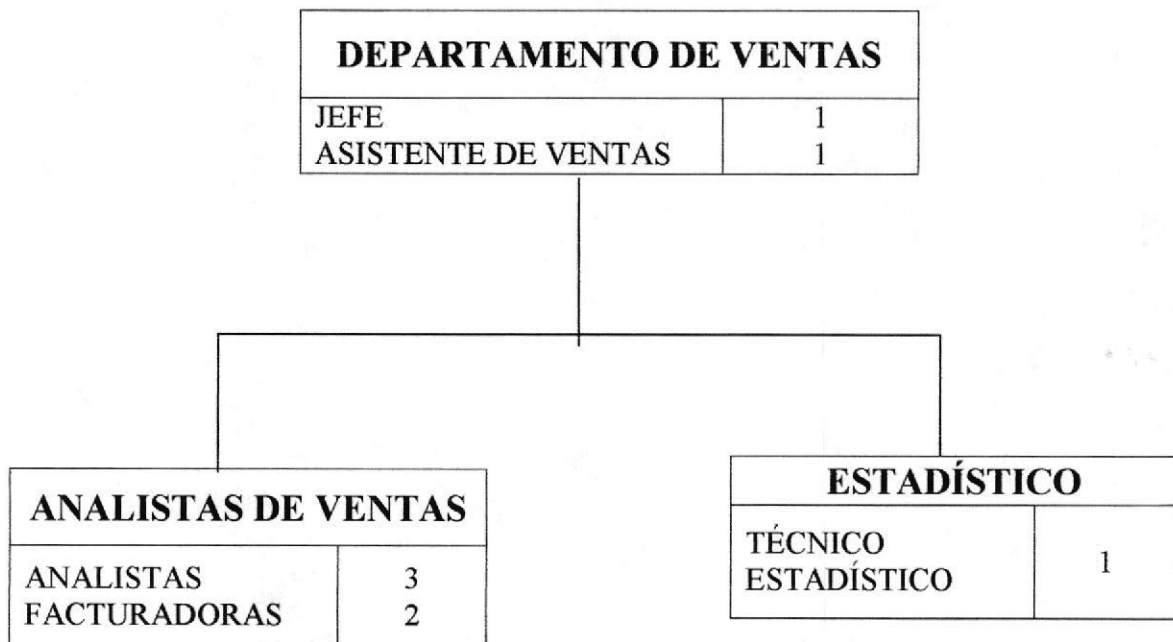 DEPARTAMENTO DE VENTAS
JEFE 1
ASISTENTE DE VENTAS 1
ANALISTAS DE VENTAS
ANALISTAS 3
FACTURADORAS 2
ESTADÍSTICO
TÉCNICO
ESTADÍSTICO 1